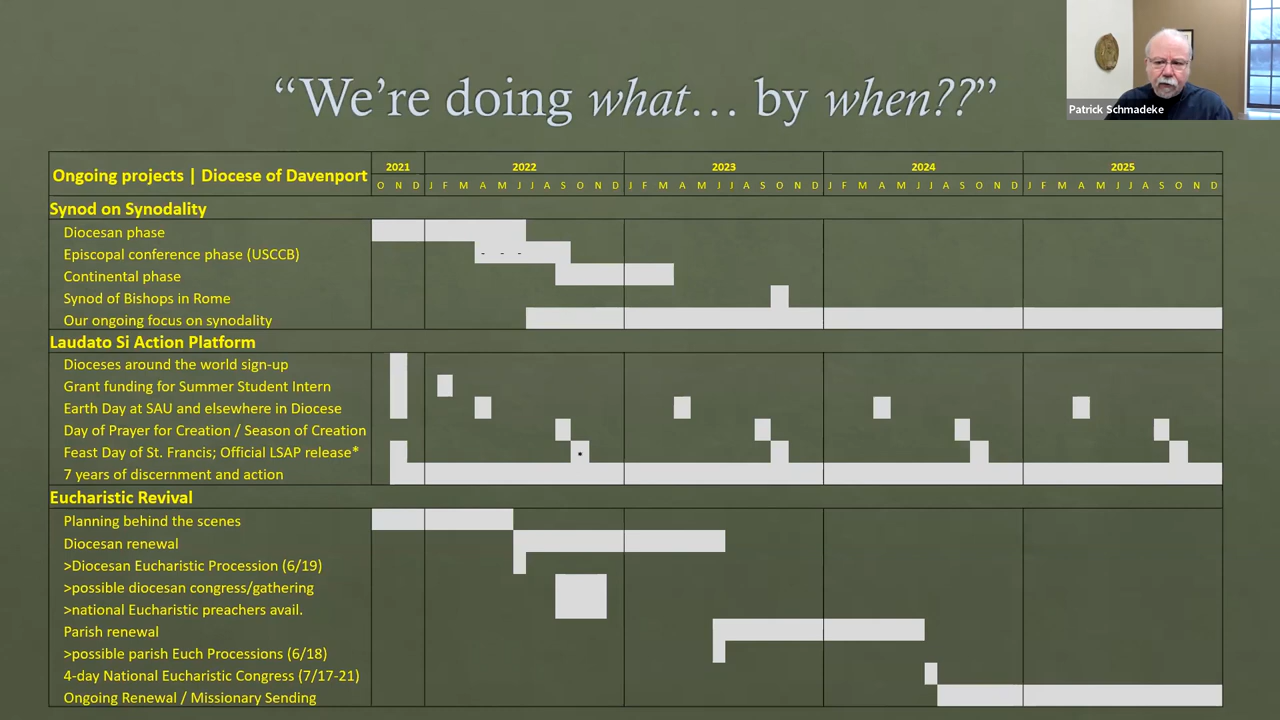 “We’re doing what… by when??”
Patrick Schmadeke
Ongoing projects | Diocese of Davenport
2021 2022 2023 2024 2025
O N D J F M A M J J A S O N D J F M A M J J A S O N D J F M A M J J A S O N D J F M A M J J A S O N D
Synod on Synodality
Diocesan phase
Episcopal conference phase (USCCB) - - -
Continental phase
Synod of Bishops in Rome
Our ongoing focus on synodality
Laudato Si Action Platform
Dioceses around the world sign-up
Grant funding for Summer Student Intern
Earth Day at SAU and elsewhere in Diocese
Day of Prayer for Creation / Season of Creation
Feast Day of St. Francis; Official LSAP release* *
7 years of discernment and action
Eucharistic Revival
Planning behind the scenes
Diocesan renewal
>Diocesan Eucharistic Procession (6/19)
>possible diocesan congress/gathering
>national Eucharistic preachers avail.
Parish renewal
>possible parish Euch Processions (6/18)
4-day National Eucharistic Congress (7/17-21)
Ongoing Renewal / Missionary Sending